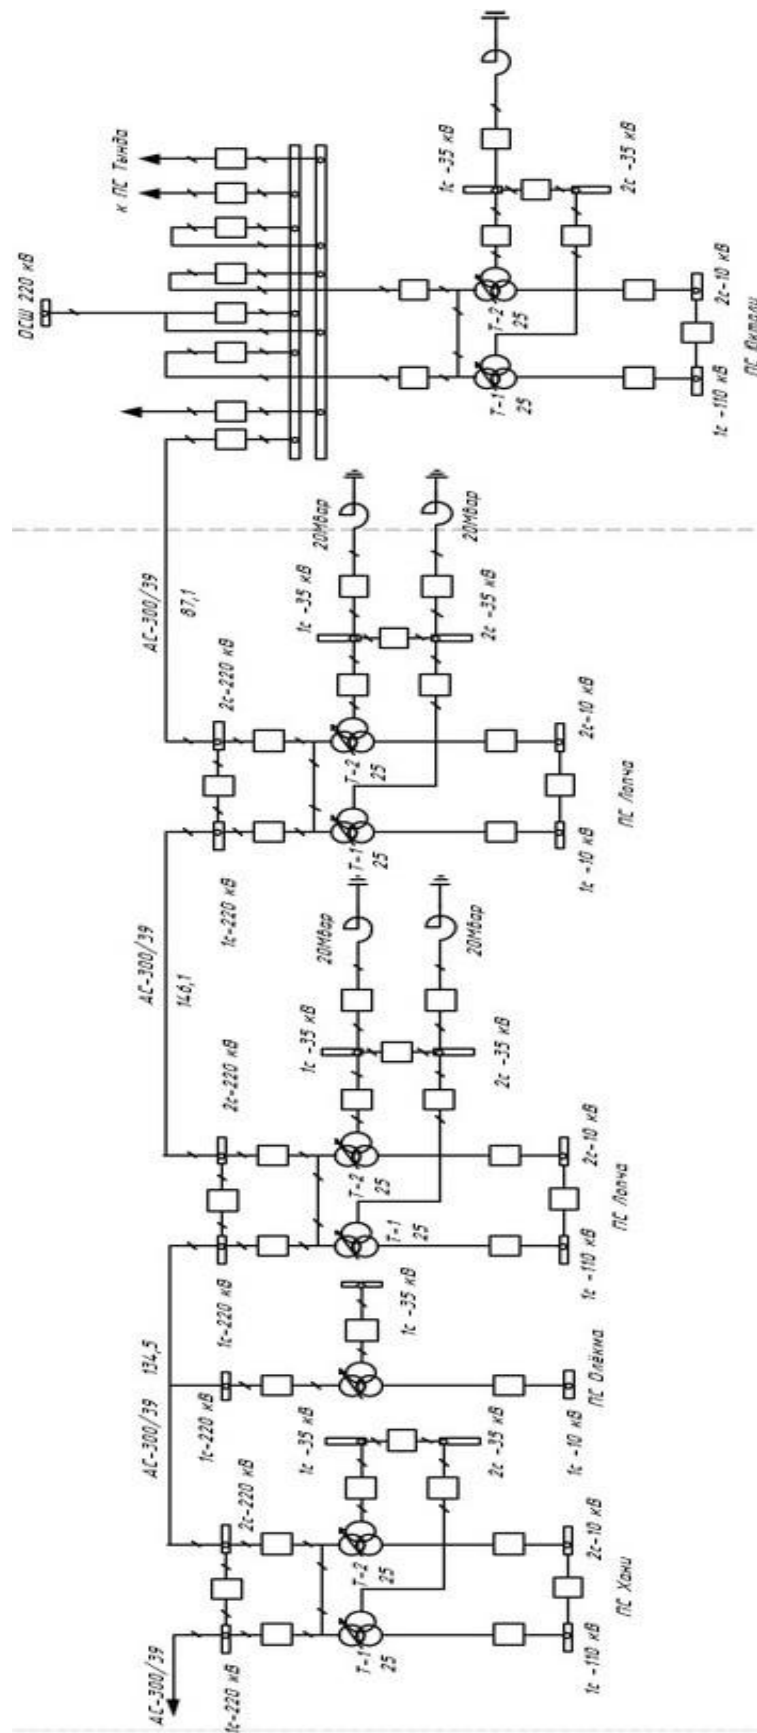 АС-300/39
1с-220 кВ
2с-220 кВ
Т-1
25
Т-2
25
1с -35 кВ
2с -35 кВ
1с -110 кВ
2с-10 кВ
ПС Хани
АС-300/39 134,5
1с-220 кВ
1с -35 кВ
1с -10 кВ
ПС Олёкма
1с-220 кВ
2с-220 кВ
Т-1
25
Т-2
25
1с -35 кВ
2с -35 кВ
20Мвар
20Мвар
1с -110 кВ
2с-10 кВ
ПС Лопча
АС-300/39
146,1
1с-220 кВ
2с-220 кВ
Т-1
25
Т-2
25
1с -35 кВ
2с -35 кВ
20Мвар
20Мвар
1с -10 кВ
2с-10 кВ
ПС Лопча
АС-300/39
87,1
ОСШ 220 кВ
к ПС Тында
Т-1
25
Т-2
25
1с -35 кВ
2с -35 кВ
1с -110 кВ
2с-10 кВ
ПС Юктали